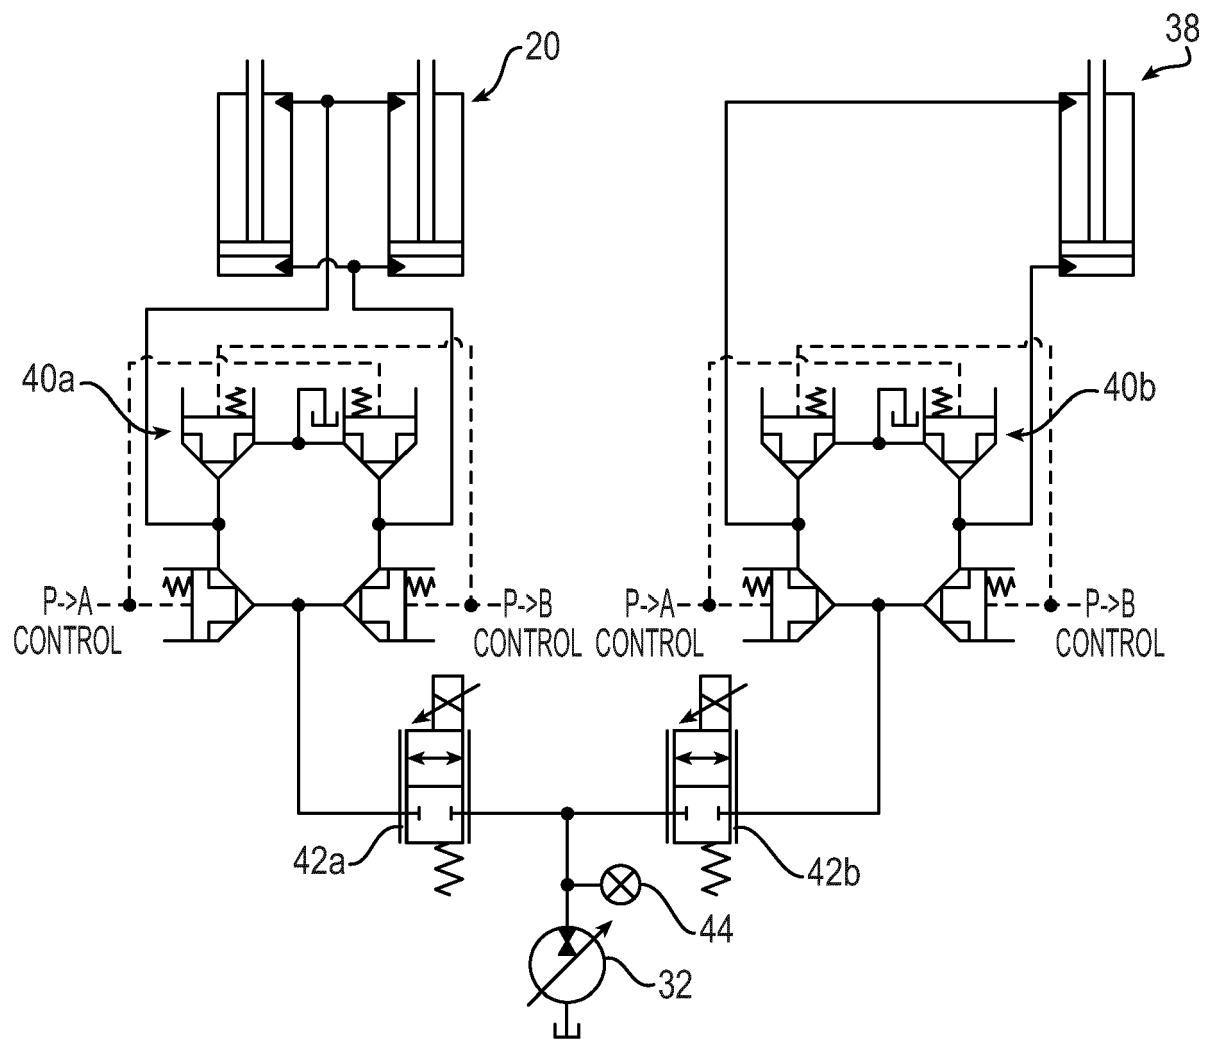 20
38
40a
40b
P->A
CONTROL
P->B
CONTROL
P->A
CONTROL
P->B
CONTROL
42a
42b
44
32